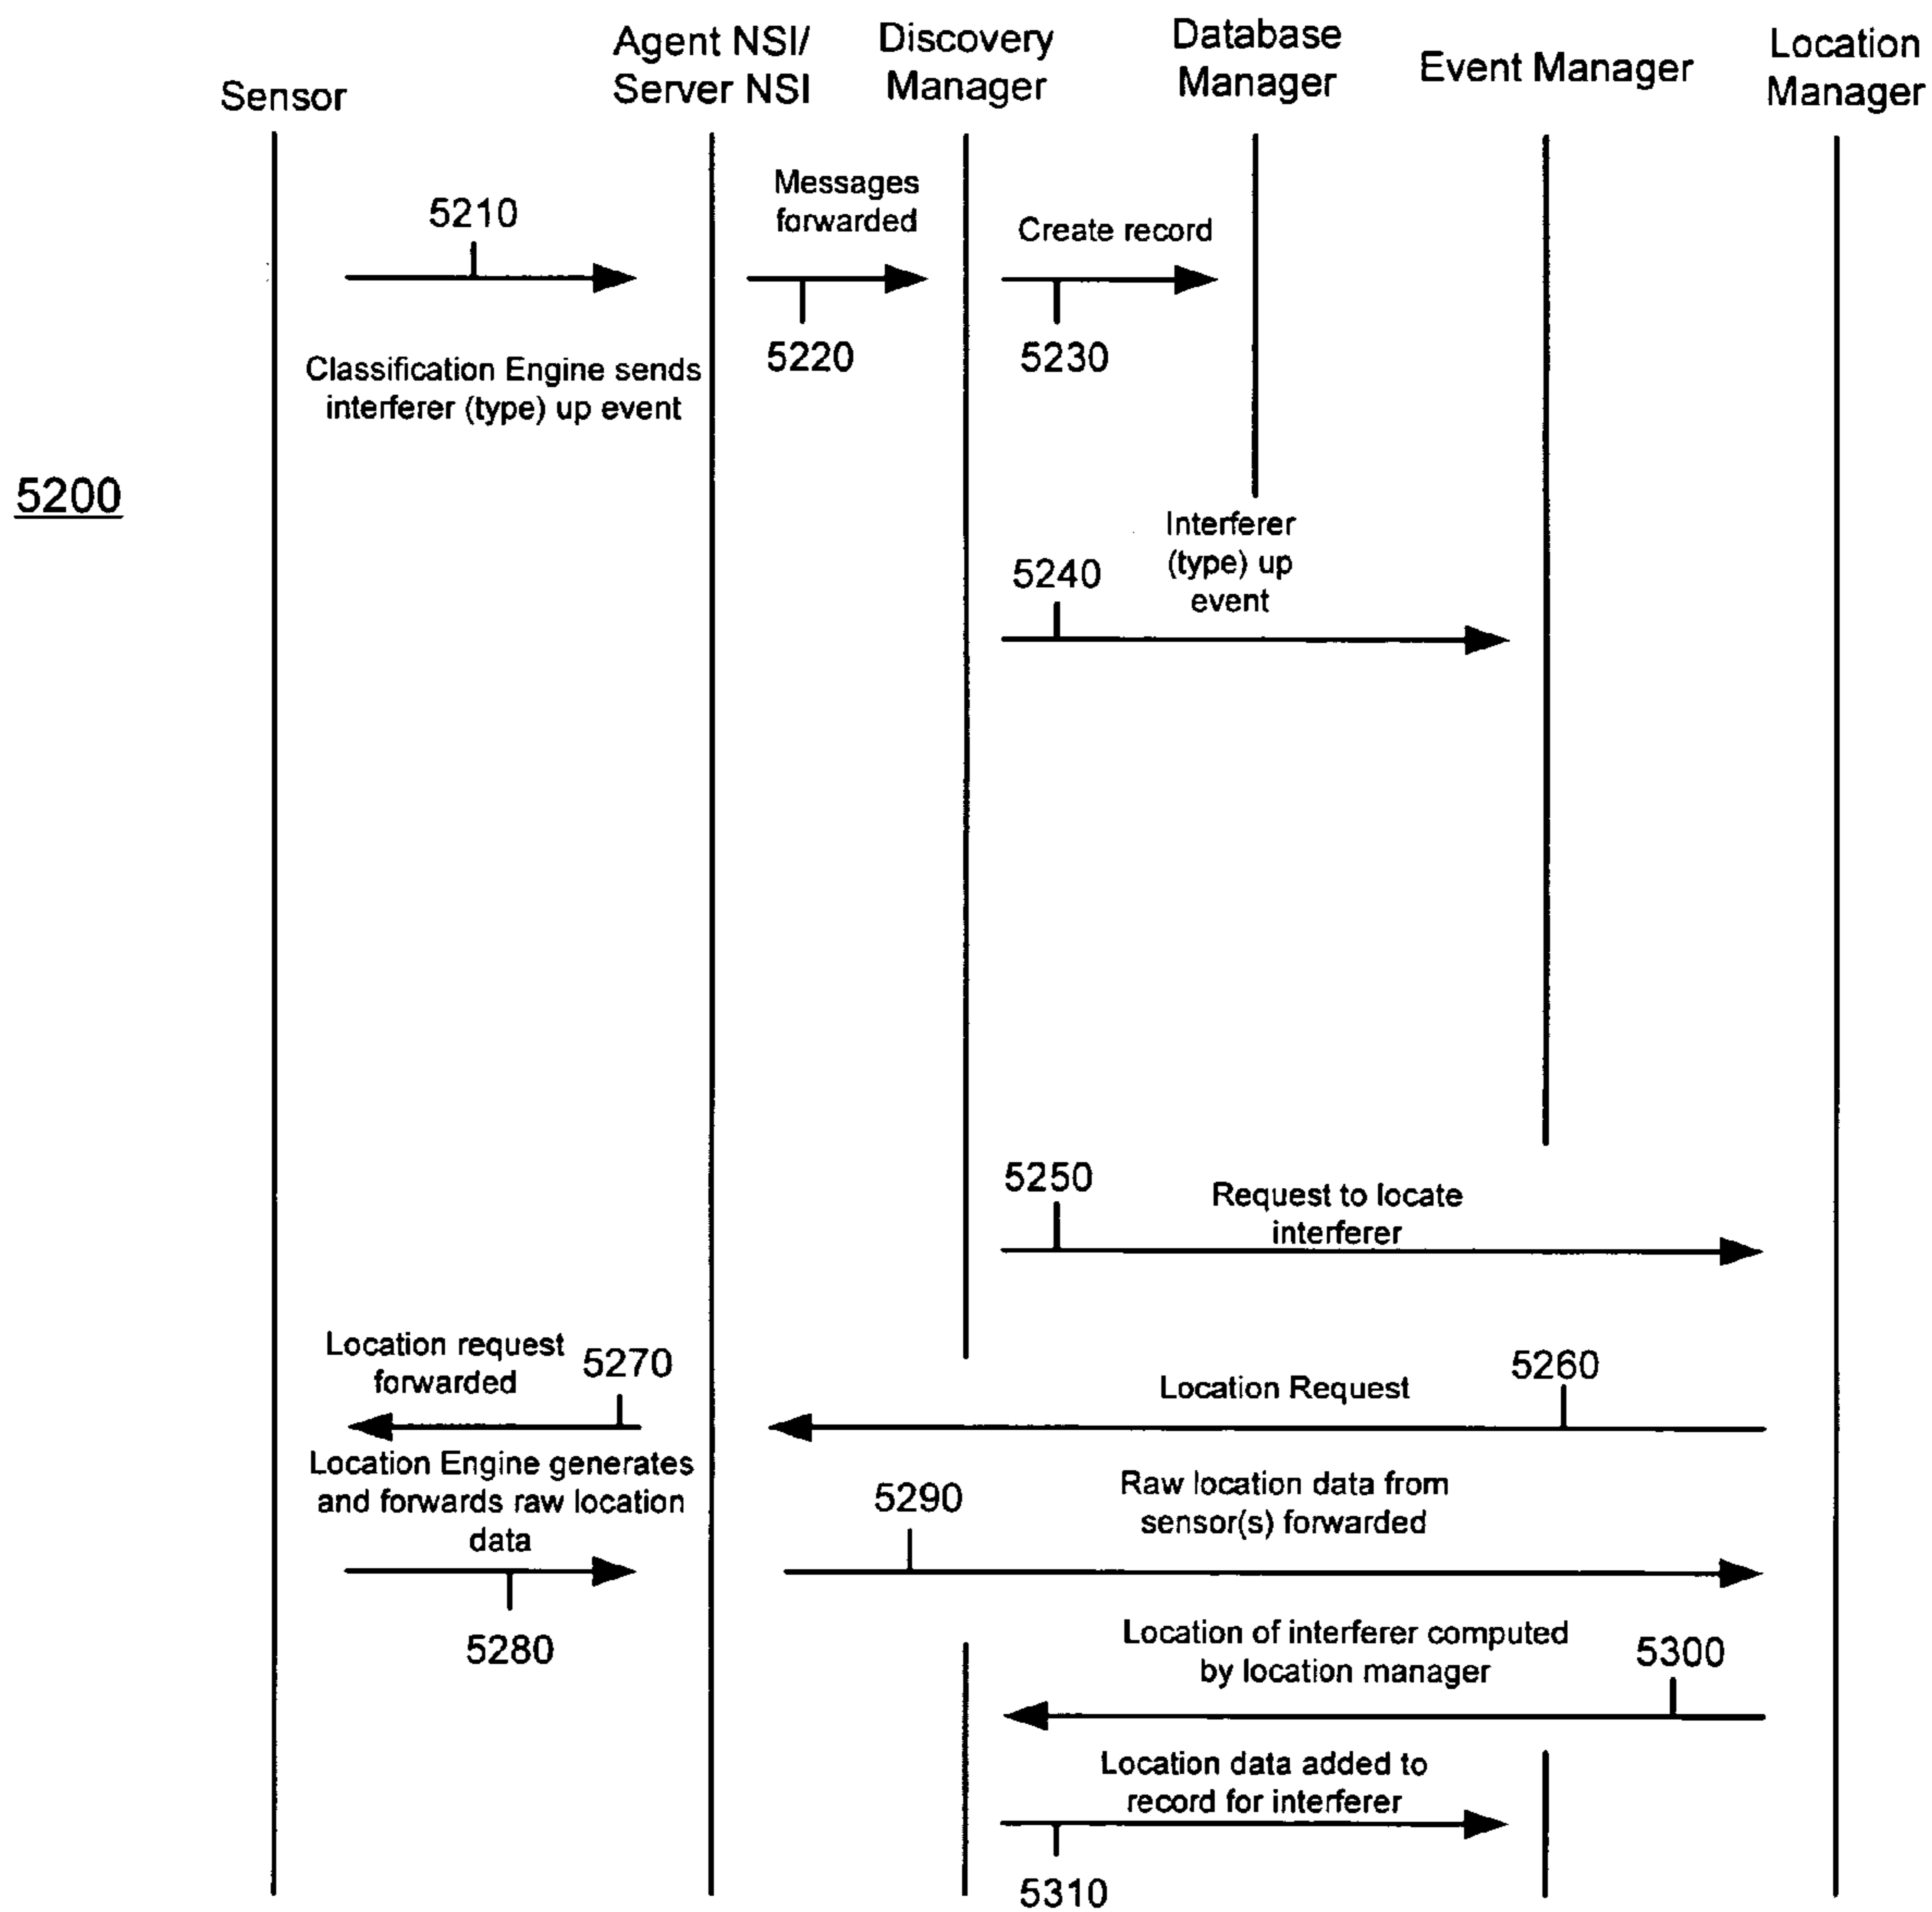 Sensor
Agent NSI/
Server NSI
Discovery
Manager
Database
Manager
Event Manager
Location
Manager
5210
Messages
forwarded
Create record
5220
5230
Classification Engine sends
interferer (type) up event
5200
Interferer
(type) up
event
5240
5250
Request to locate
interferer
Location request
forwarded
5270
Location Request
5260
Location Engine generates
and forwards raw location
data
5290
Raw location data from
sensor(s) forwarded
5280
Location of interferer computed
by location manager
5300
Location data added to
record for interferer
5310